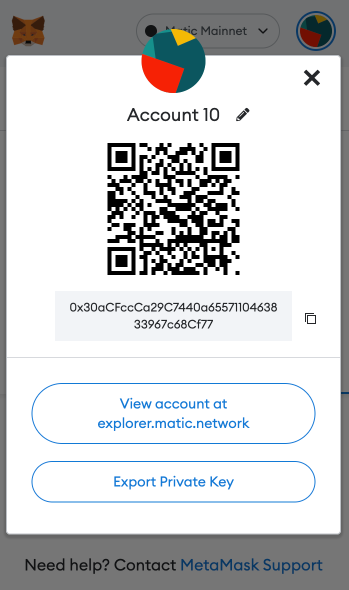 Matic Mainnet
Account 10
0x30aCFccCa29C7440a65571104638
33967c68Cf77
View account at
explorer.matic.network
Export Private Key
Need help? Contact MetaMask Support